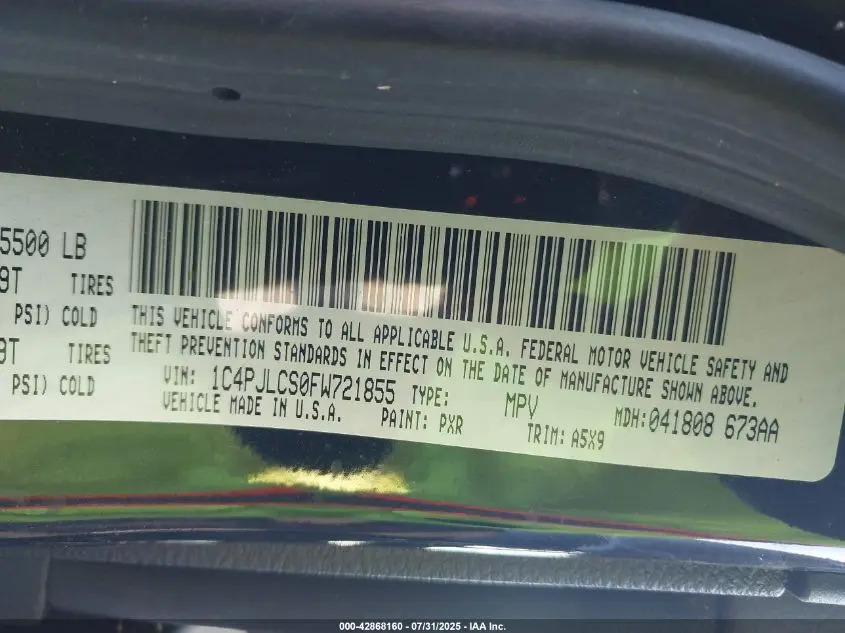 5500 LB
9T TIRES
PSI) COLD
9T TIRES
PSI) COLD
THIS VEHICLE CONFORMS TO ALL APPLICABLE U.S.A. FEDERAL MOTOR VEHICLE SAFETY AND
THEFT PREVENTION STANDARDS IN EFFECT ON THE DATE OF MANUFACTURE SHOWN ABOVE.
VIN: 1C4PJLCS0FW721855 TYPE: MPV MDH:041808 673AA
VEHICLE MADE IN U.S.A. PAINT: PXR TRIM: A5X9
000-42868160 - 07/31/2025 - IAA Inc.